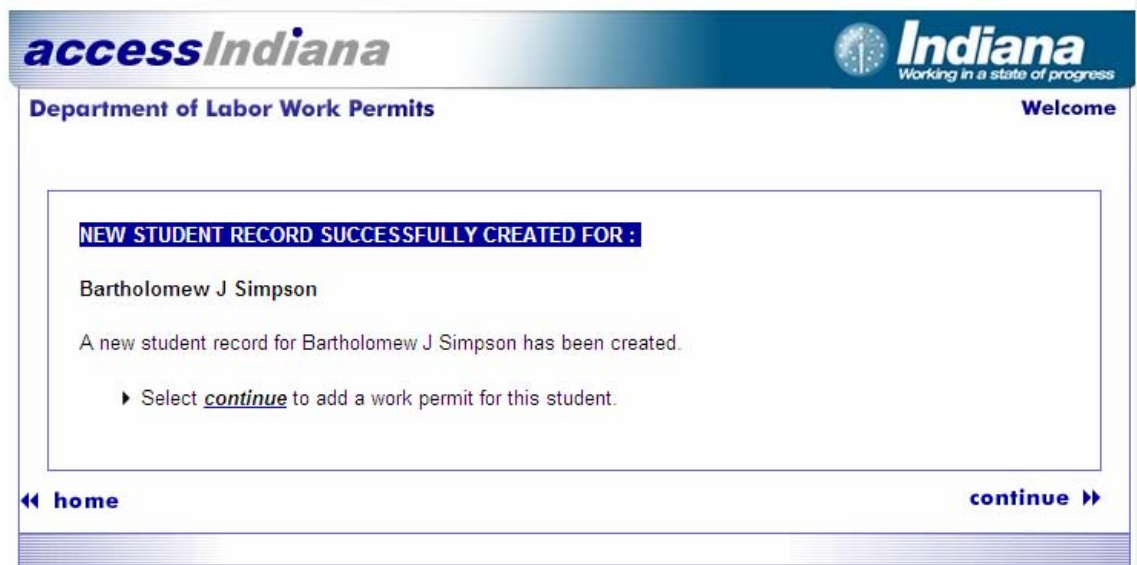 accessIndiana
Indiana
Working in a state of progress
Department of Labor Work Permits
Welcome
NEW STUDENT RECORD SUCCESSFULLY CREATED FOR :
Bartholomew J Simpson
A new student record for Bartholomew J Simpson has been created.
Select continue to add a work permit for this student.
home
continue